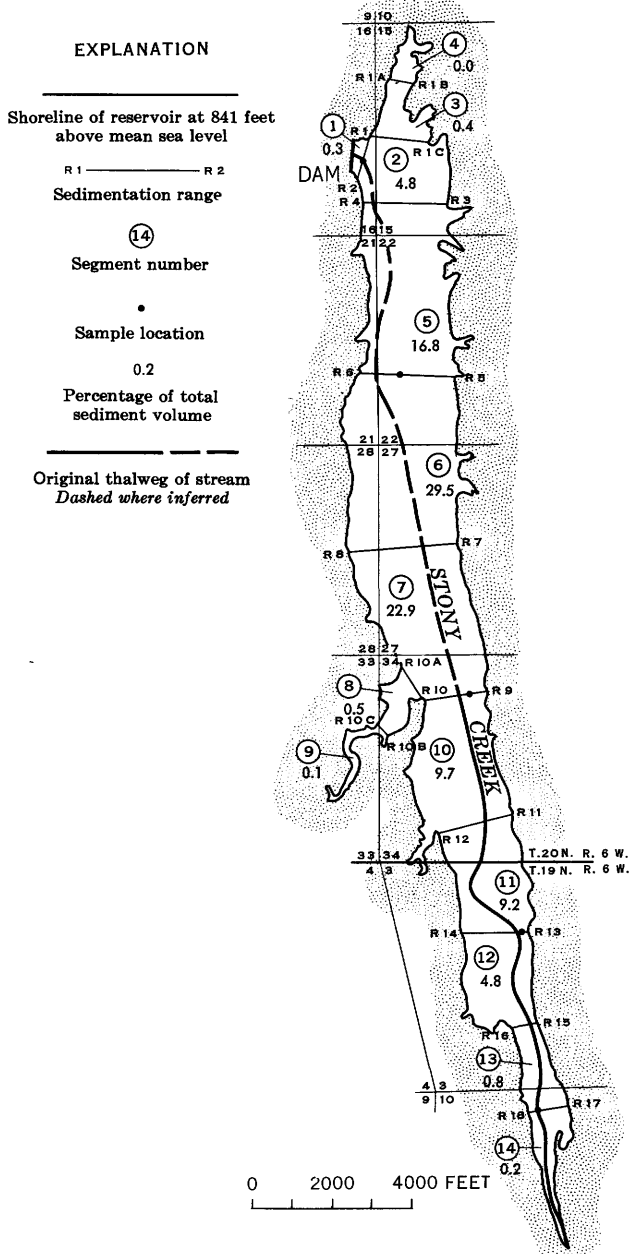 EXPLANATION
Shoreline of reservoir at 841 feet
above mean sea level
R 1 R 2
Sedimentation range
14
Segment number
Sample location
0.2
Percentage of total
sediment volume
Original thalweg of stream
Dashed where inferred
9 10
16 15
4
0.0
R 1 A
R 1 B
3
0.4
1
0.3
R 1
R 1 C
2
4.8
DAM
R 2
R 4
R 3
16 15
21 22
5
16.8
R 6
R 5
21 22
28 27
6
29.5
R 8
R 7
7
22.9
STONY
28 27
33 34
R 10 A
8
0.5
R 10
R 9
R 10 C
R 10 B
9
0.1
10
9.7
CREEK
R 11
R 12
33 34
4 3
T. 20 N. R. 6 W.
T. 19 N. R. 6 W.
11
9.2
R 14
R 13
12
4.8
R 16
R 15
13
0.8
4 3
9 10
R 18
R 17
14
0.2
0 2000 4000 FEET